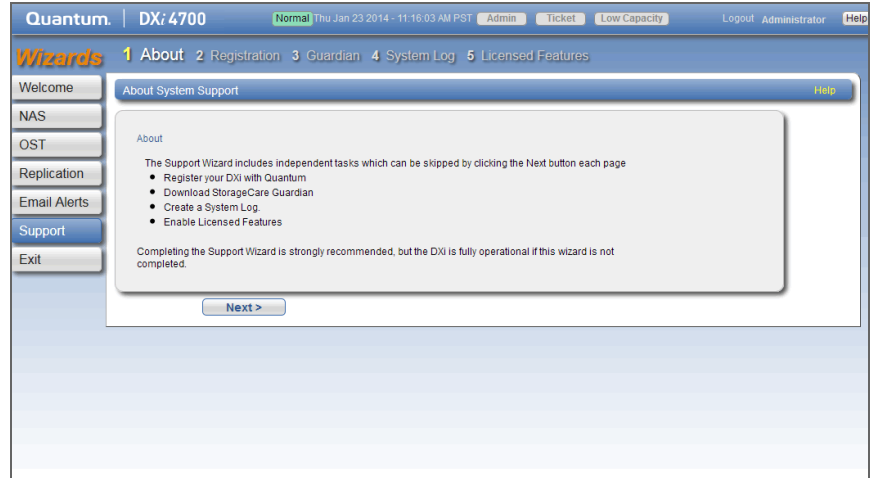 Quantum. DXi 4700 Normal Thu Jan 23 2014 - 11:16:03 AM PST Admin Ticket Low Capacity Logout Administrator Help
Wizards 1 About 2 Registration 3 Guardian 4 System Log 5 Licensed Features
Welcome
About System Support Help
NAS
OST
Replication
Email Alerts
Support
Exit
About
The Support Wizard includes independent tasks which can be skipped by clicking the Next button each page
• Register your DXi with Quantum
• Download StorageCare Guardian
• Create a System Log.
• Enable Licensed Features
Completing the Support Wizard is strongly recommended, but the DXi is fully operational if this wizard is not
completed.
Next >